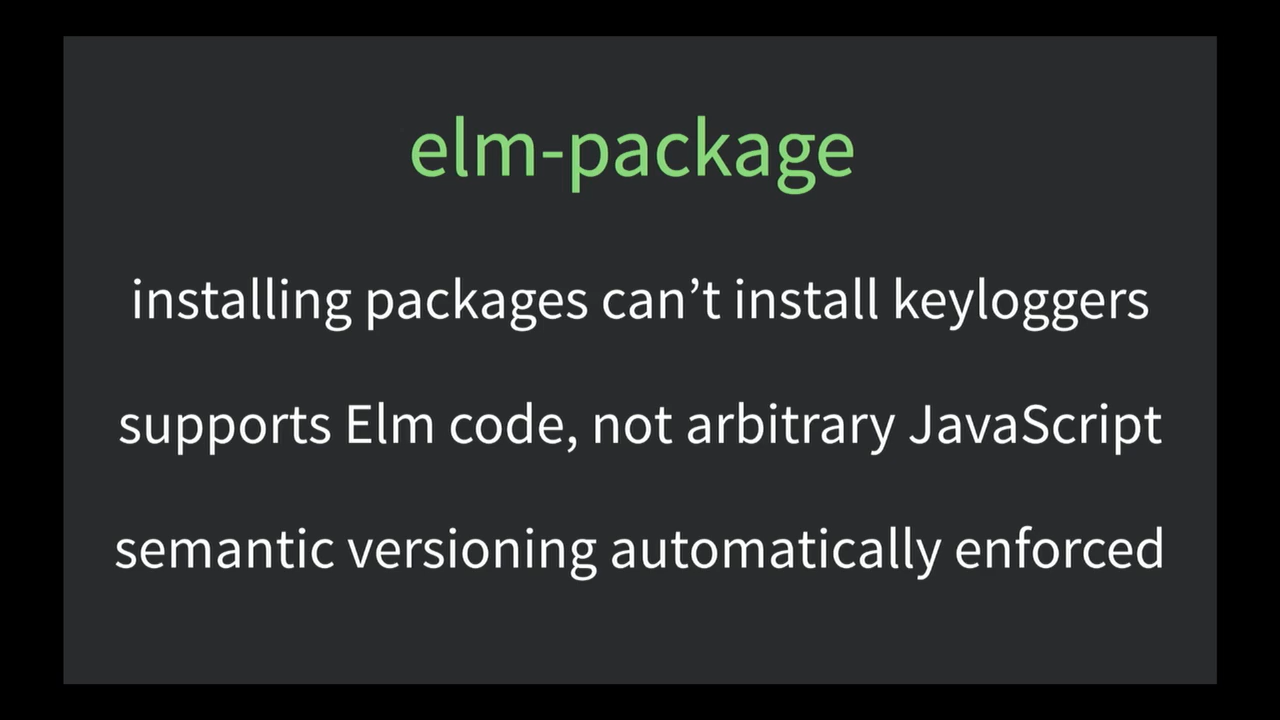 elm-package
installing packages can’t install keyloggers
supports Elm code, not arbitrary JavaScript
semantic versioning automatically enforced